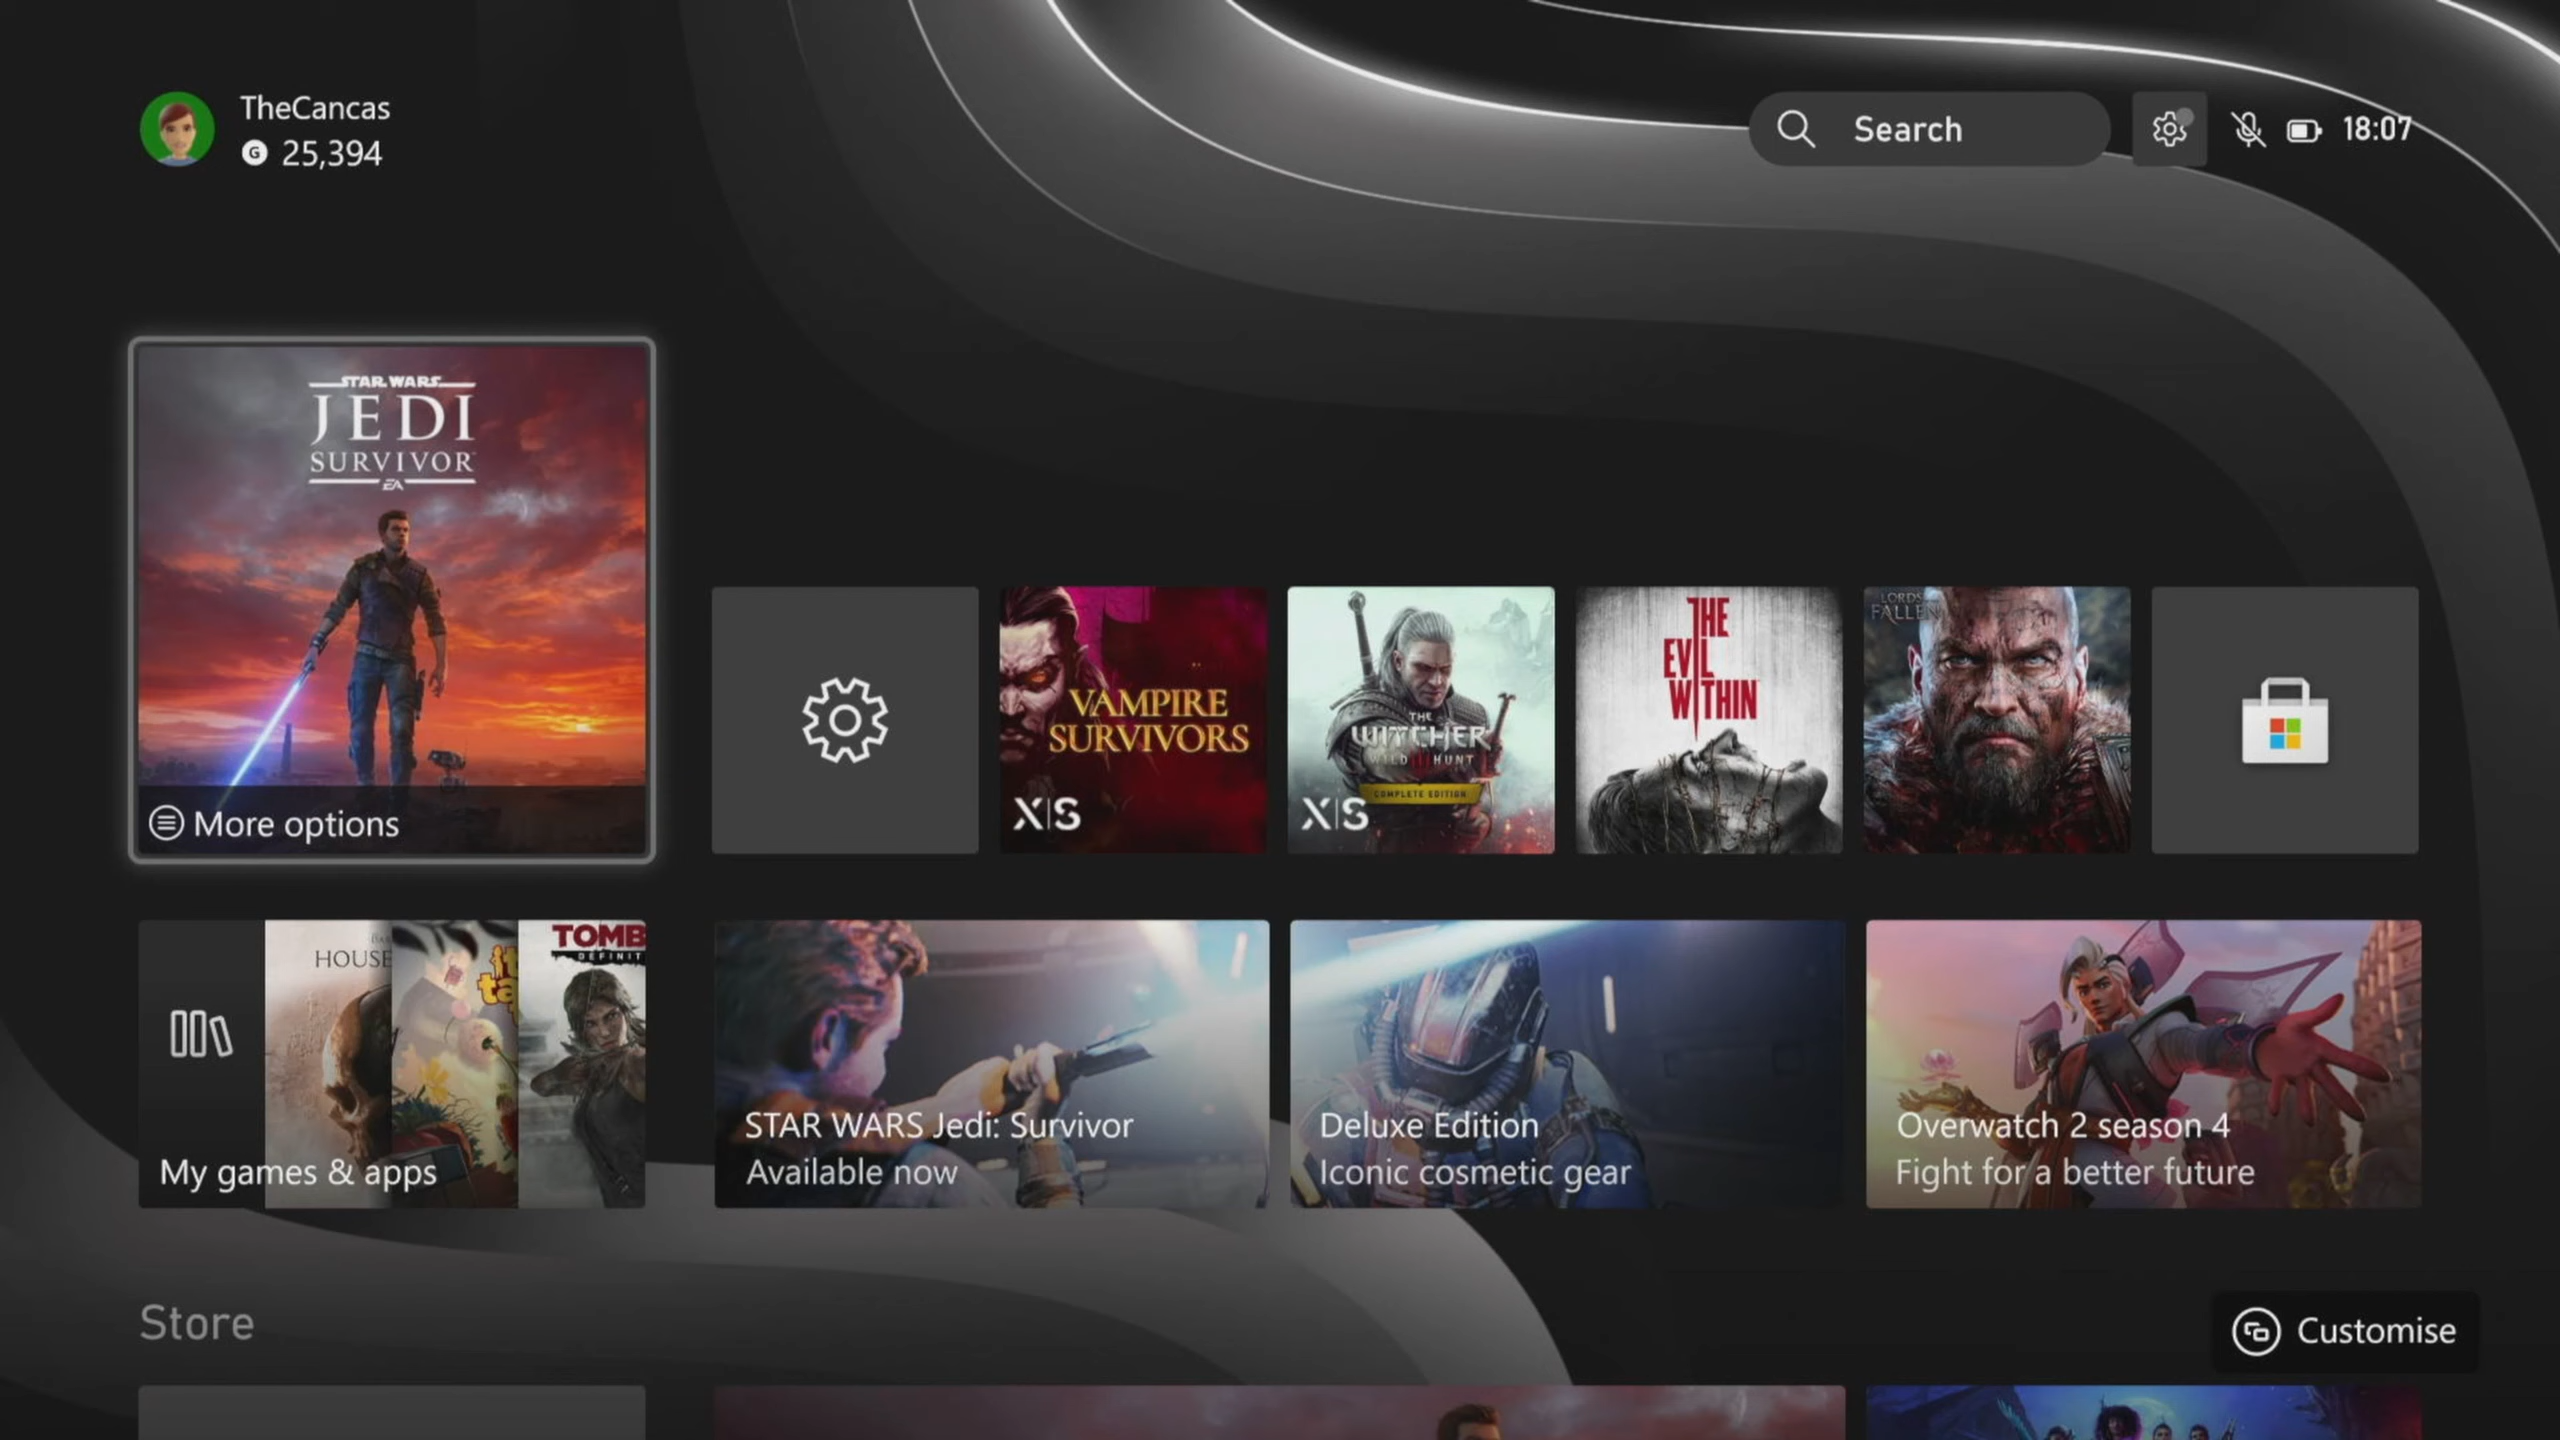 TheCancas
G 25,394
Search
18:07
STAR WARS
JEDI
SURVIVOR
EA
More options
VAMPIRE
SURVIVORS
X|S
THE
WITCHER
WILD HUNT
COMPLETE EDITION
X|S
THE
EVIL
WITHIN
LORDS
FALLEN
HOUSE
TOMB
DEFINIT
My games & apps
STAR WARS Jedi: Survivor
Available now
Deluxe Edition
Iconic cosmetic gear
Overwatch 2 season 4
Fight for a better future
Store
Customise